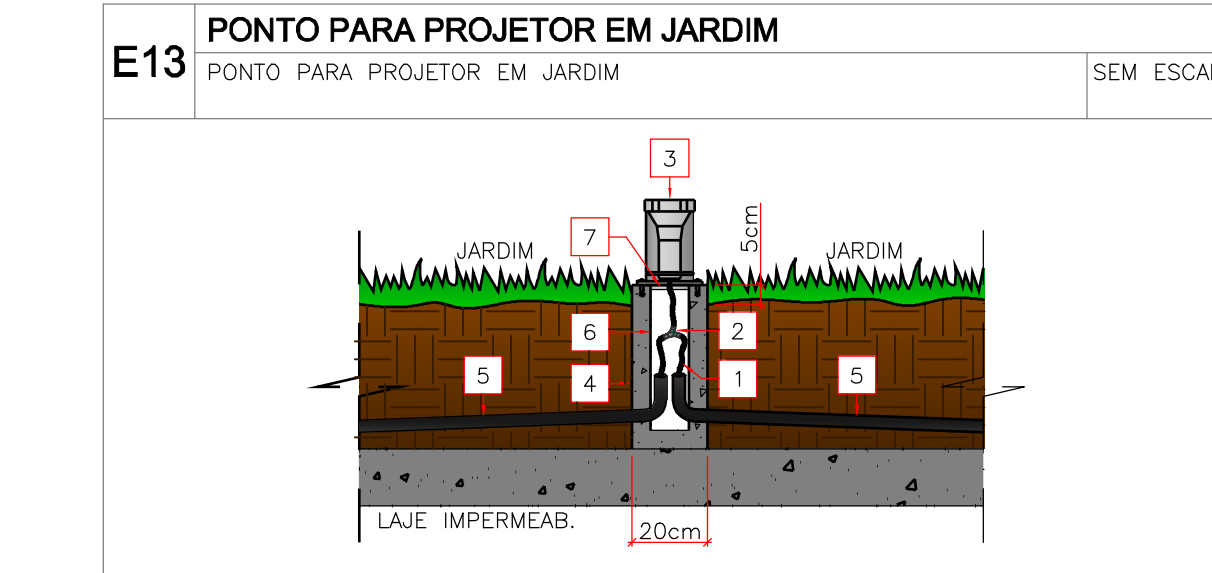 E13
PONTO PARA PROJETOR EM JARDIM
PONTO PARA PROJETOR EM JARDIM
SEM
3
7
5cm
JARDIM
JARDIM
6
2
5
4
1
5
LAJE IMPERMEAB.
20cm